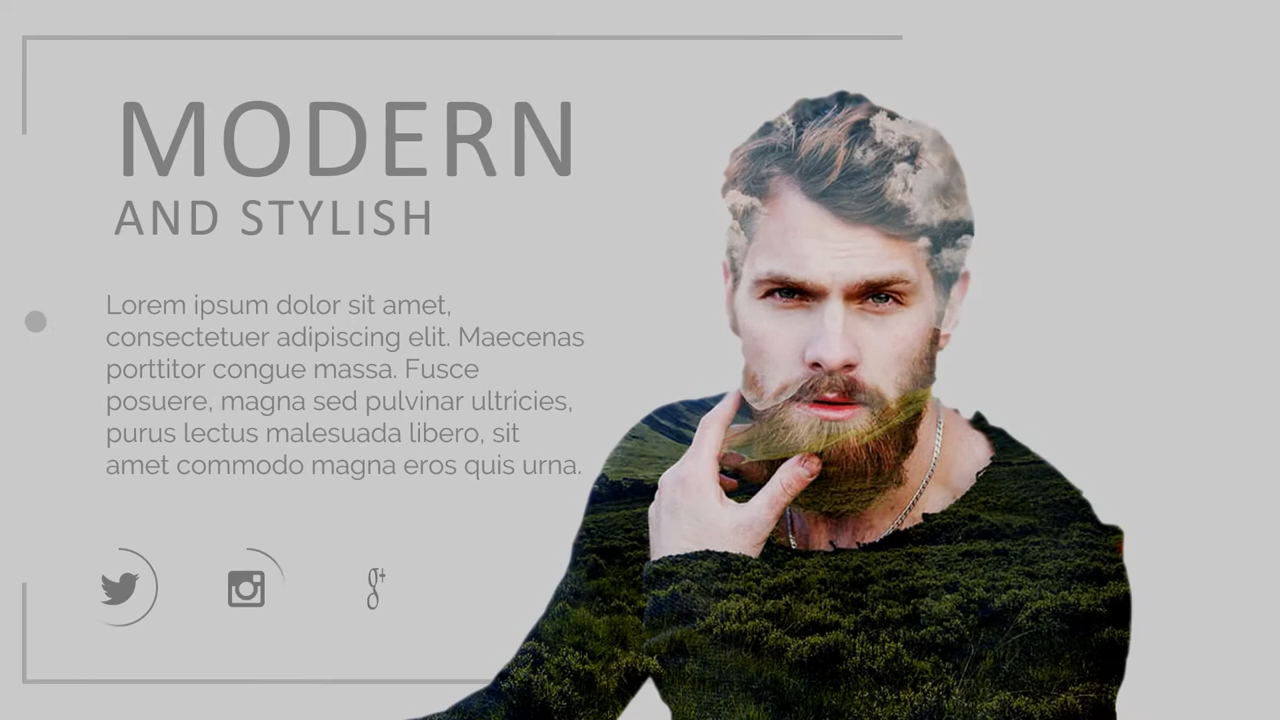 MODERN
AND STYLISH
Lorem ipsum dolor sit amet,
consectetuer adipiscing elit. Maecenas
porttitor congue massa. Fusce
posuere, magna sed pulvinar ultricies,
purus lectus malesuada libero, sit
amet commodo magna eros quis urna.
g+